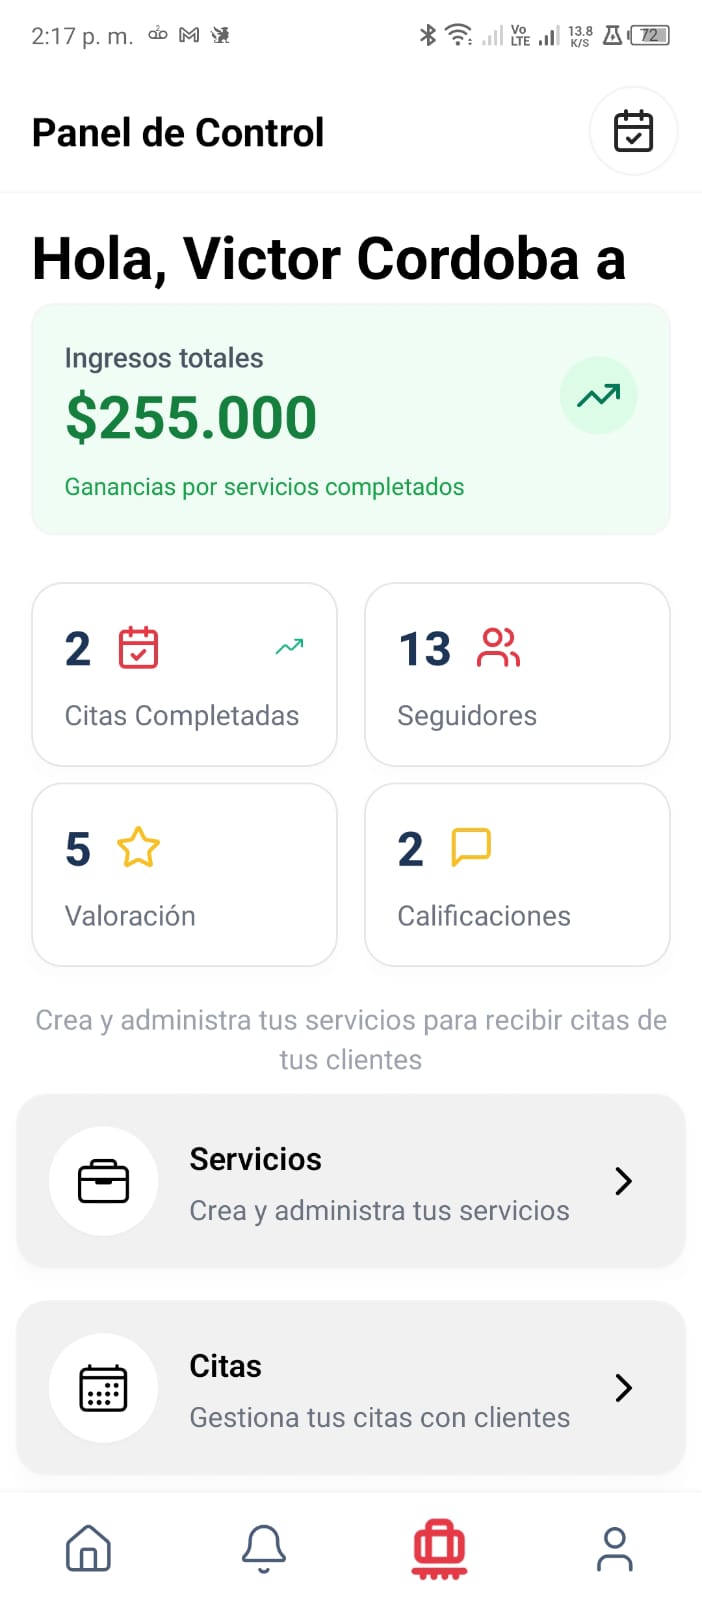 2:17 p. m.
Vo
LTE
13.8
K/S
72
Panel de Control
Hola, Victor Cordoba a
Ingresos totales
$255.000
Ganancias por servicios completados
2
Citas Completadas
13
Seguidores
5
Valoración
2
Calificaciones
Crea y administra tus servicios para recibir citas de
tus clientes
Servicios
Crea y administra tus servicios
Citas
Gestiona tus citas con clientes